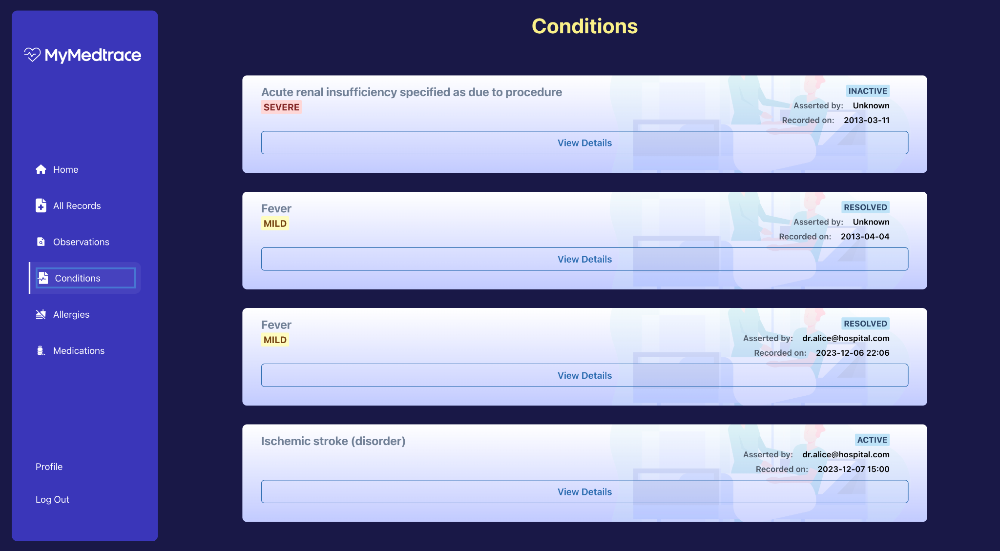 MyMedtrace
Home
All Records
Observations
Conditions
Allergies
Medications
Profile
Log Out
Conditions
Acute renal insufficiency specified as due to procedure
SEVERE
INACTIVE
Asserted by: Unknown
Recorded on: 2013-03-11
View Details
Fever
MILD
RESOLVED
Asserted by: Unknown
Recorded on: 2013-04-04
View Details
Fever
MILD
RESOLVED
Asserted by: dr.alice@hospital.com
Recorded on: 2023-12-06 22:06
View Details
Ischemic stroke (disorder)
ACTIVE
Asserted by: dr.alice@hospital.com
Recorded on: 2023-12-07 15:00
View Details